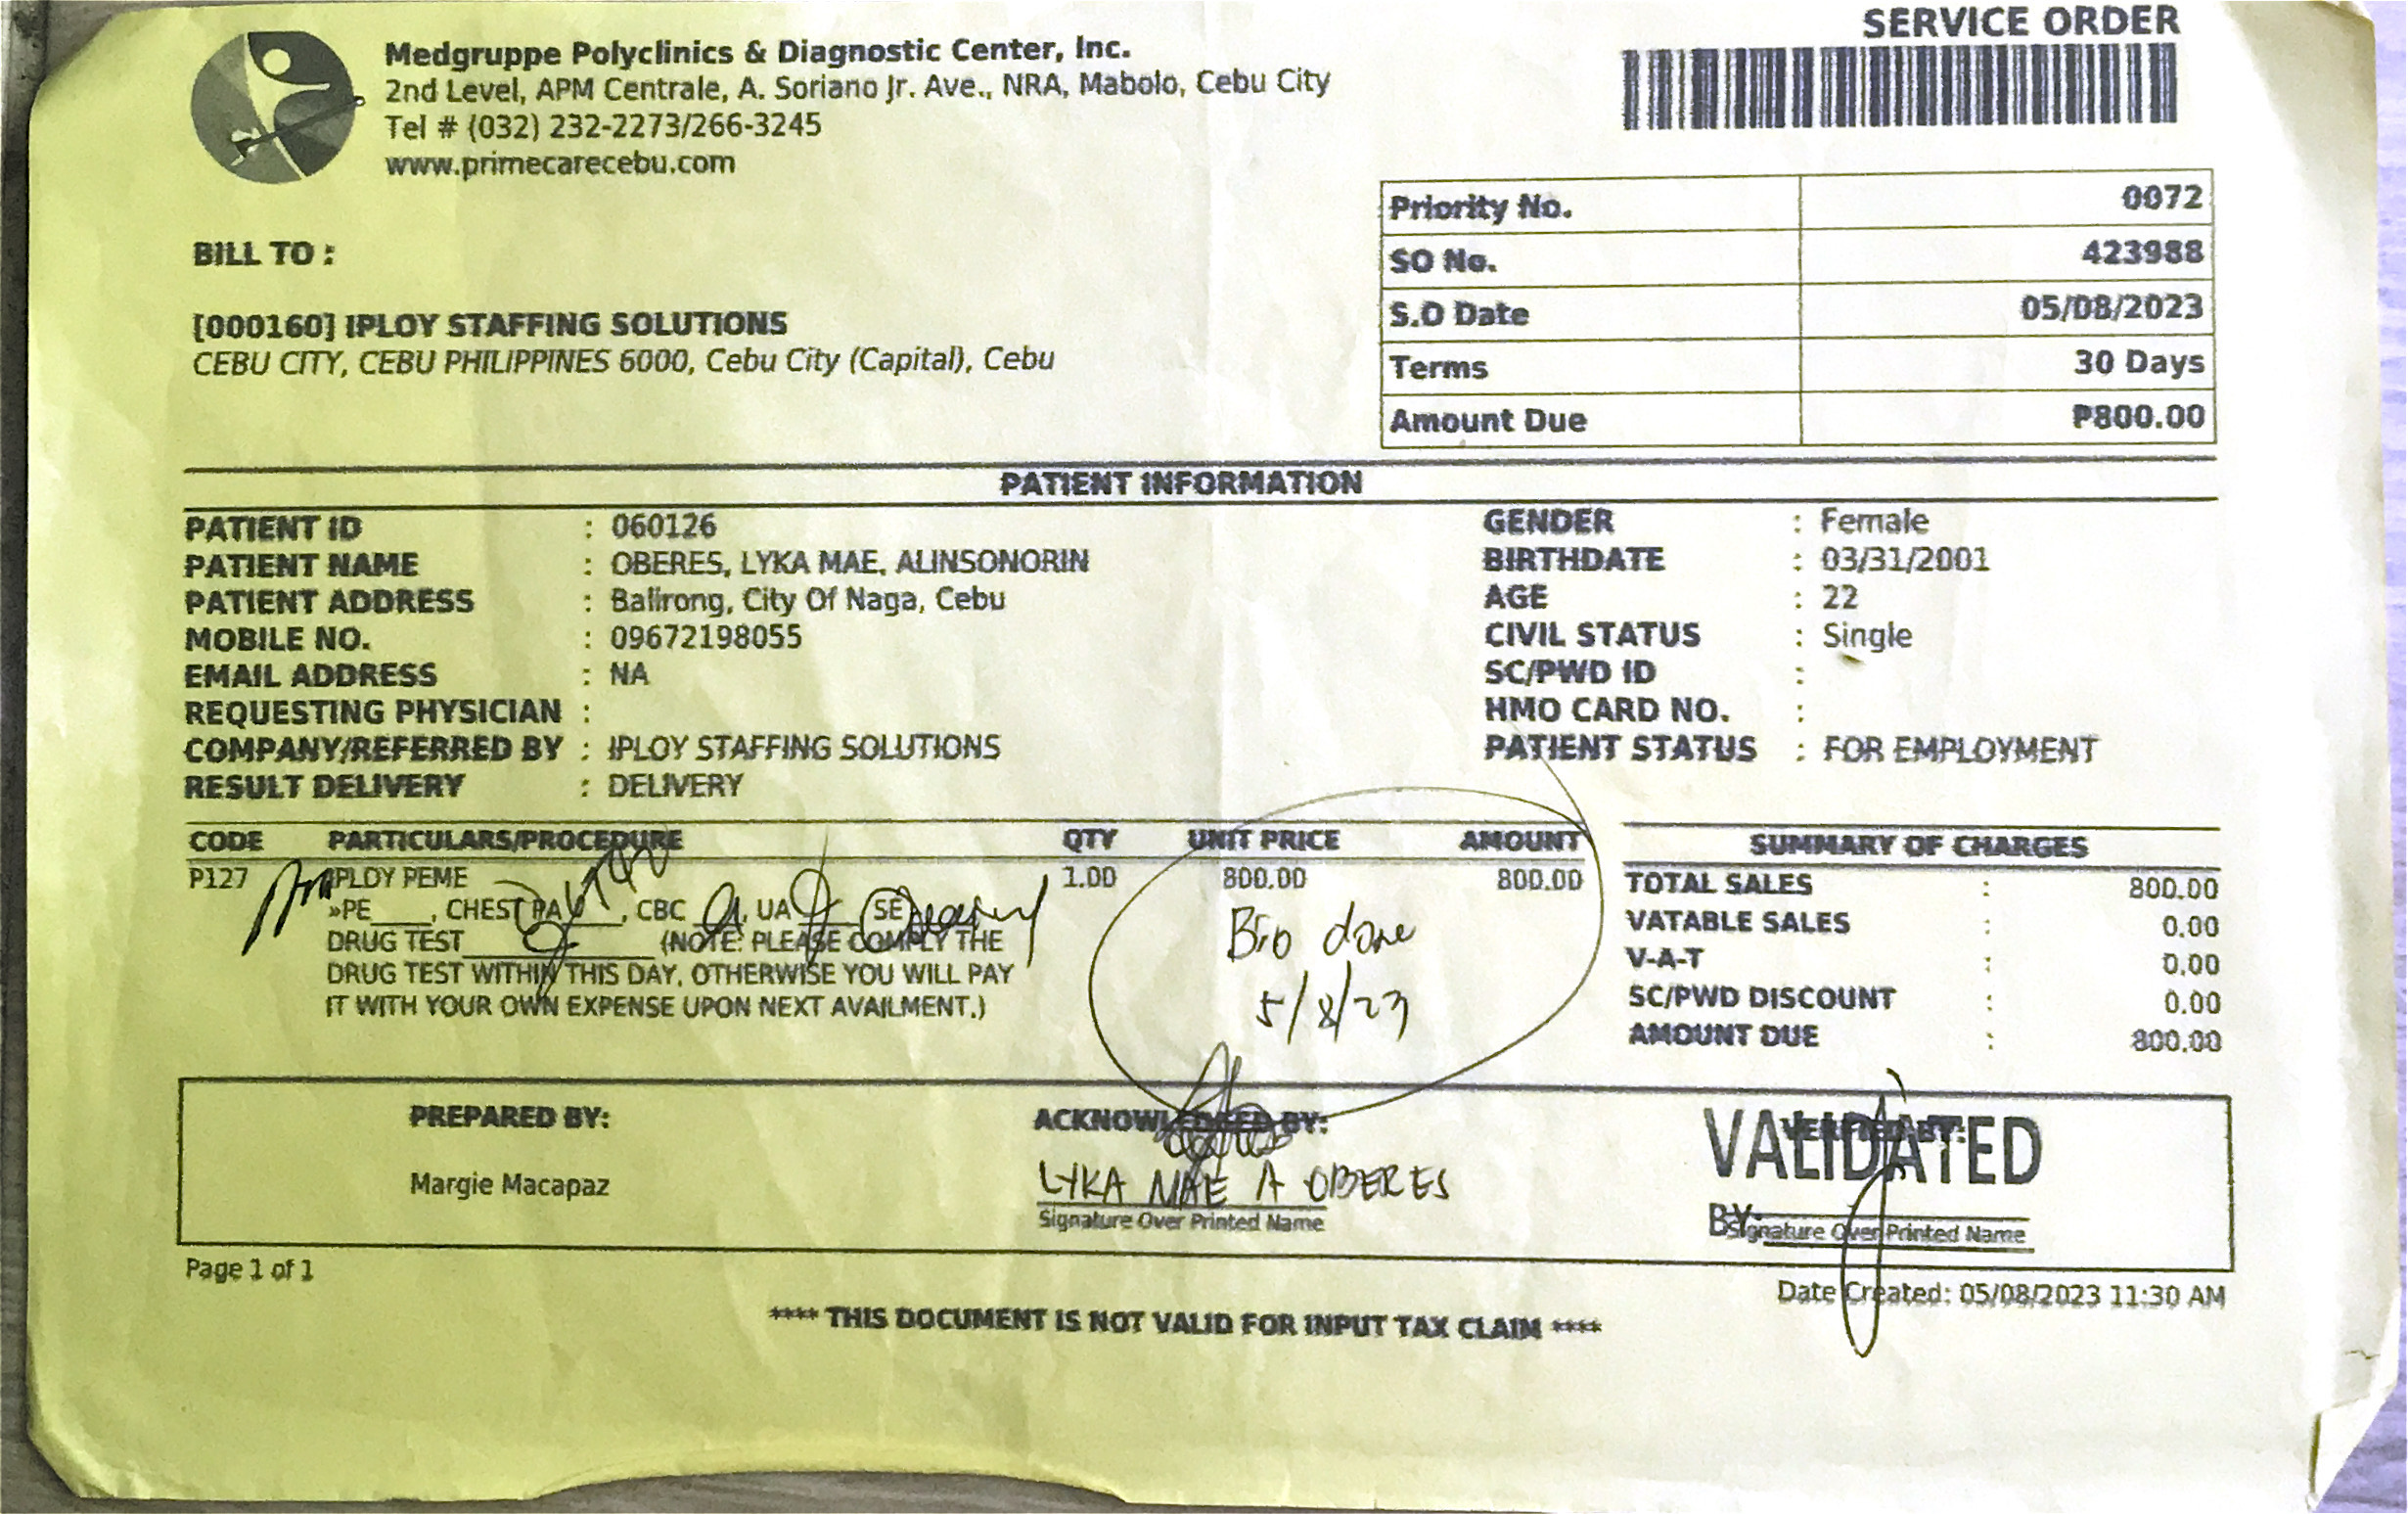 SERVICE ORDER
Medgruppe Polyclinics & Diagnostic Center, Inc.
2nd Level, APM Centrale, A. Soriano Jr. Ave., NRA, Mabolo, Cebu City
Tel # (032) 232-2273/266-3245
www.primecarecebu.com
Priority No. 0072
SO No. 423988
S.O Date 05/08/2023
Terms 30 Days
Amount Due ₱800.00
BILL TO :
[000160] IPLOY STAFFING SOLUTIONS
CEBU CITY, CEBU PHILIPPINES 6000, Cebu City (Capital), Cebu
PATIENT INFORMATION
PATIENT ID : 060126
PATIENT NAME : OBERES, LYKA MAE, ALINSONORIN
PATIENT ADDRESS : Balirong, City Of Naga, Cebu
MOBILE NO. : 09672198055
EMAIL ADDRESS : NA
REQUESTING PHYSICIAN :
COMPANY/REFERRED BY : IPLOY STAFFING SOLUTIONS
RESULT DELIVERY : DELIVERY
GENDER : Female
BIRTHDATE : 03/31/2001
AGE : 22
CIVIL STATUS : Single
SC/PWD ID :
HMO CARD NO. :
PATIENT STATUS : FOR EMPLOYMENT
CODE PARTICULARS/PROCEDURE QTY UNIT PRICE AMOUNT
P127 IPLOY PEME 1.00 800.00 800.00
»PE____, CHEST PA____, CBC ____, UA ____ SE
DRUG TEST____________ (NOTE: PLEASE COMPLY THE
DRUG TEST WITHIN THIS DAY, OTHERWISE YOU WILL PAY
IT WITH YOUR OWN EXPENSE UPON NEXT AVAILMENT.)
Bio done
5/8/23
SUMMARY OF CHARGES
TOTAL SALES : 800.00
VATABLE SALES : 0.00
V-A-T : 0.00
SC/PWD DISCOUNT : 0.00
AMOUNT DUE : 800.00
PREPARED BY:
Margie Macapaz
ACKNOWLEDGED BY:
LYKA MAE A OBERES
Signature Over Printed Name
VERIFIED BY:
VALIDATED
BY:
Signature Over Printed Name
Page 1 of 1
Date Created: 05/08/2023 11:30 AM
**** THIS DOCUMENT IS NOT VALID FOR INPUT TAX CLAIM ****